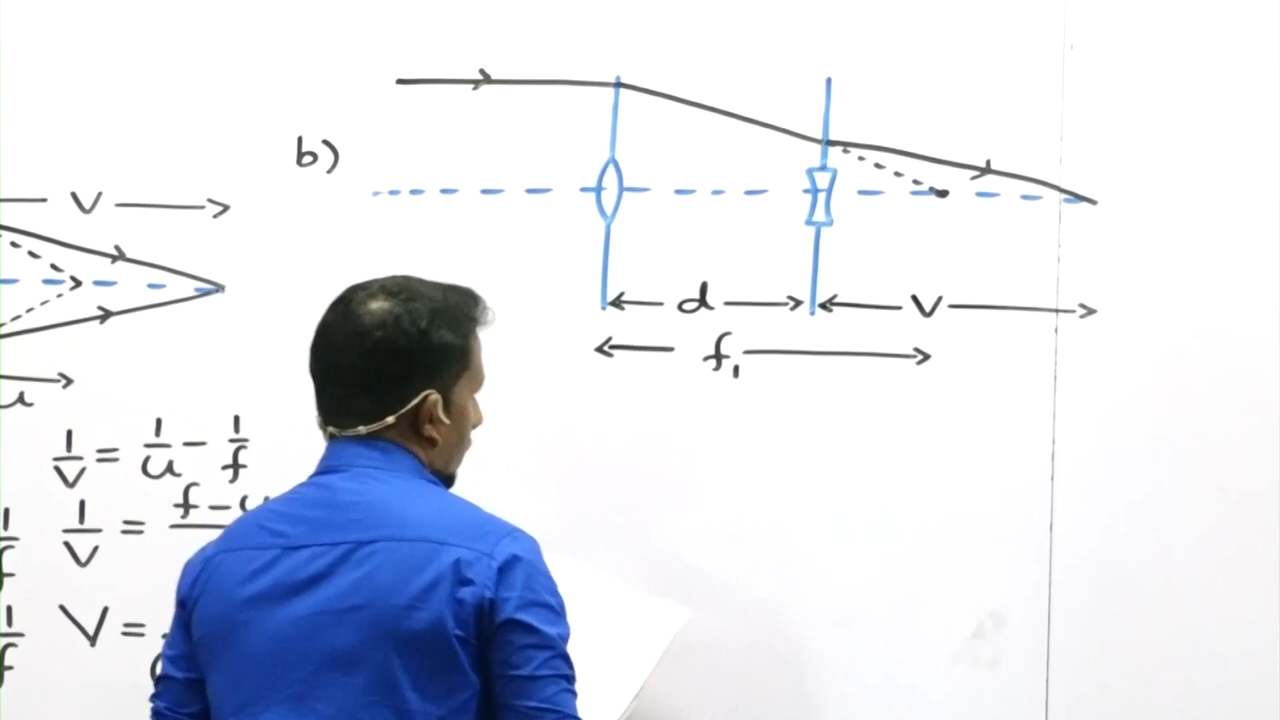 b)
V
d V
f₁
u
1/V = 1/u - 1/f
1/V = f-u
V =
1/f
1/f